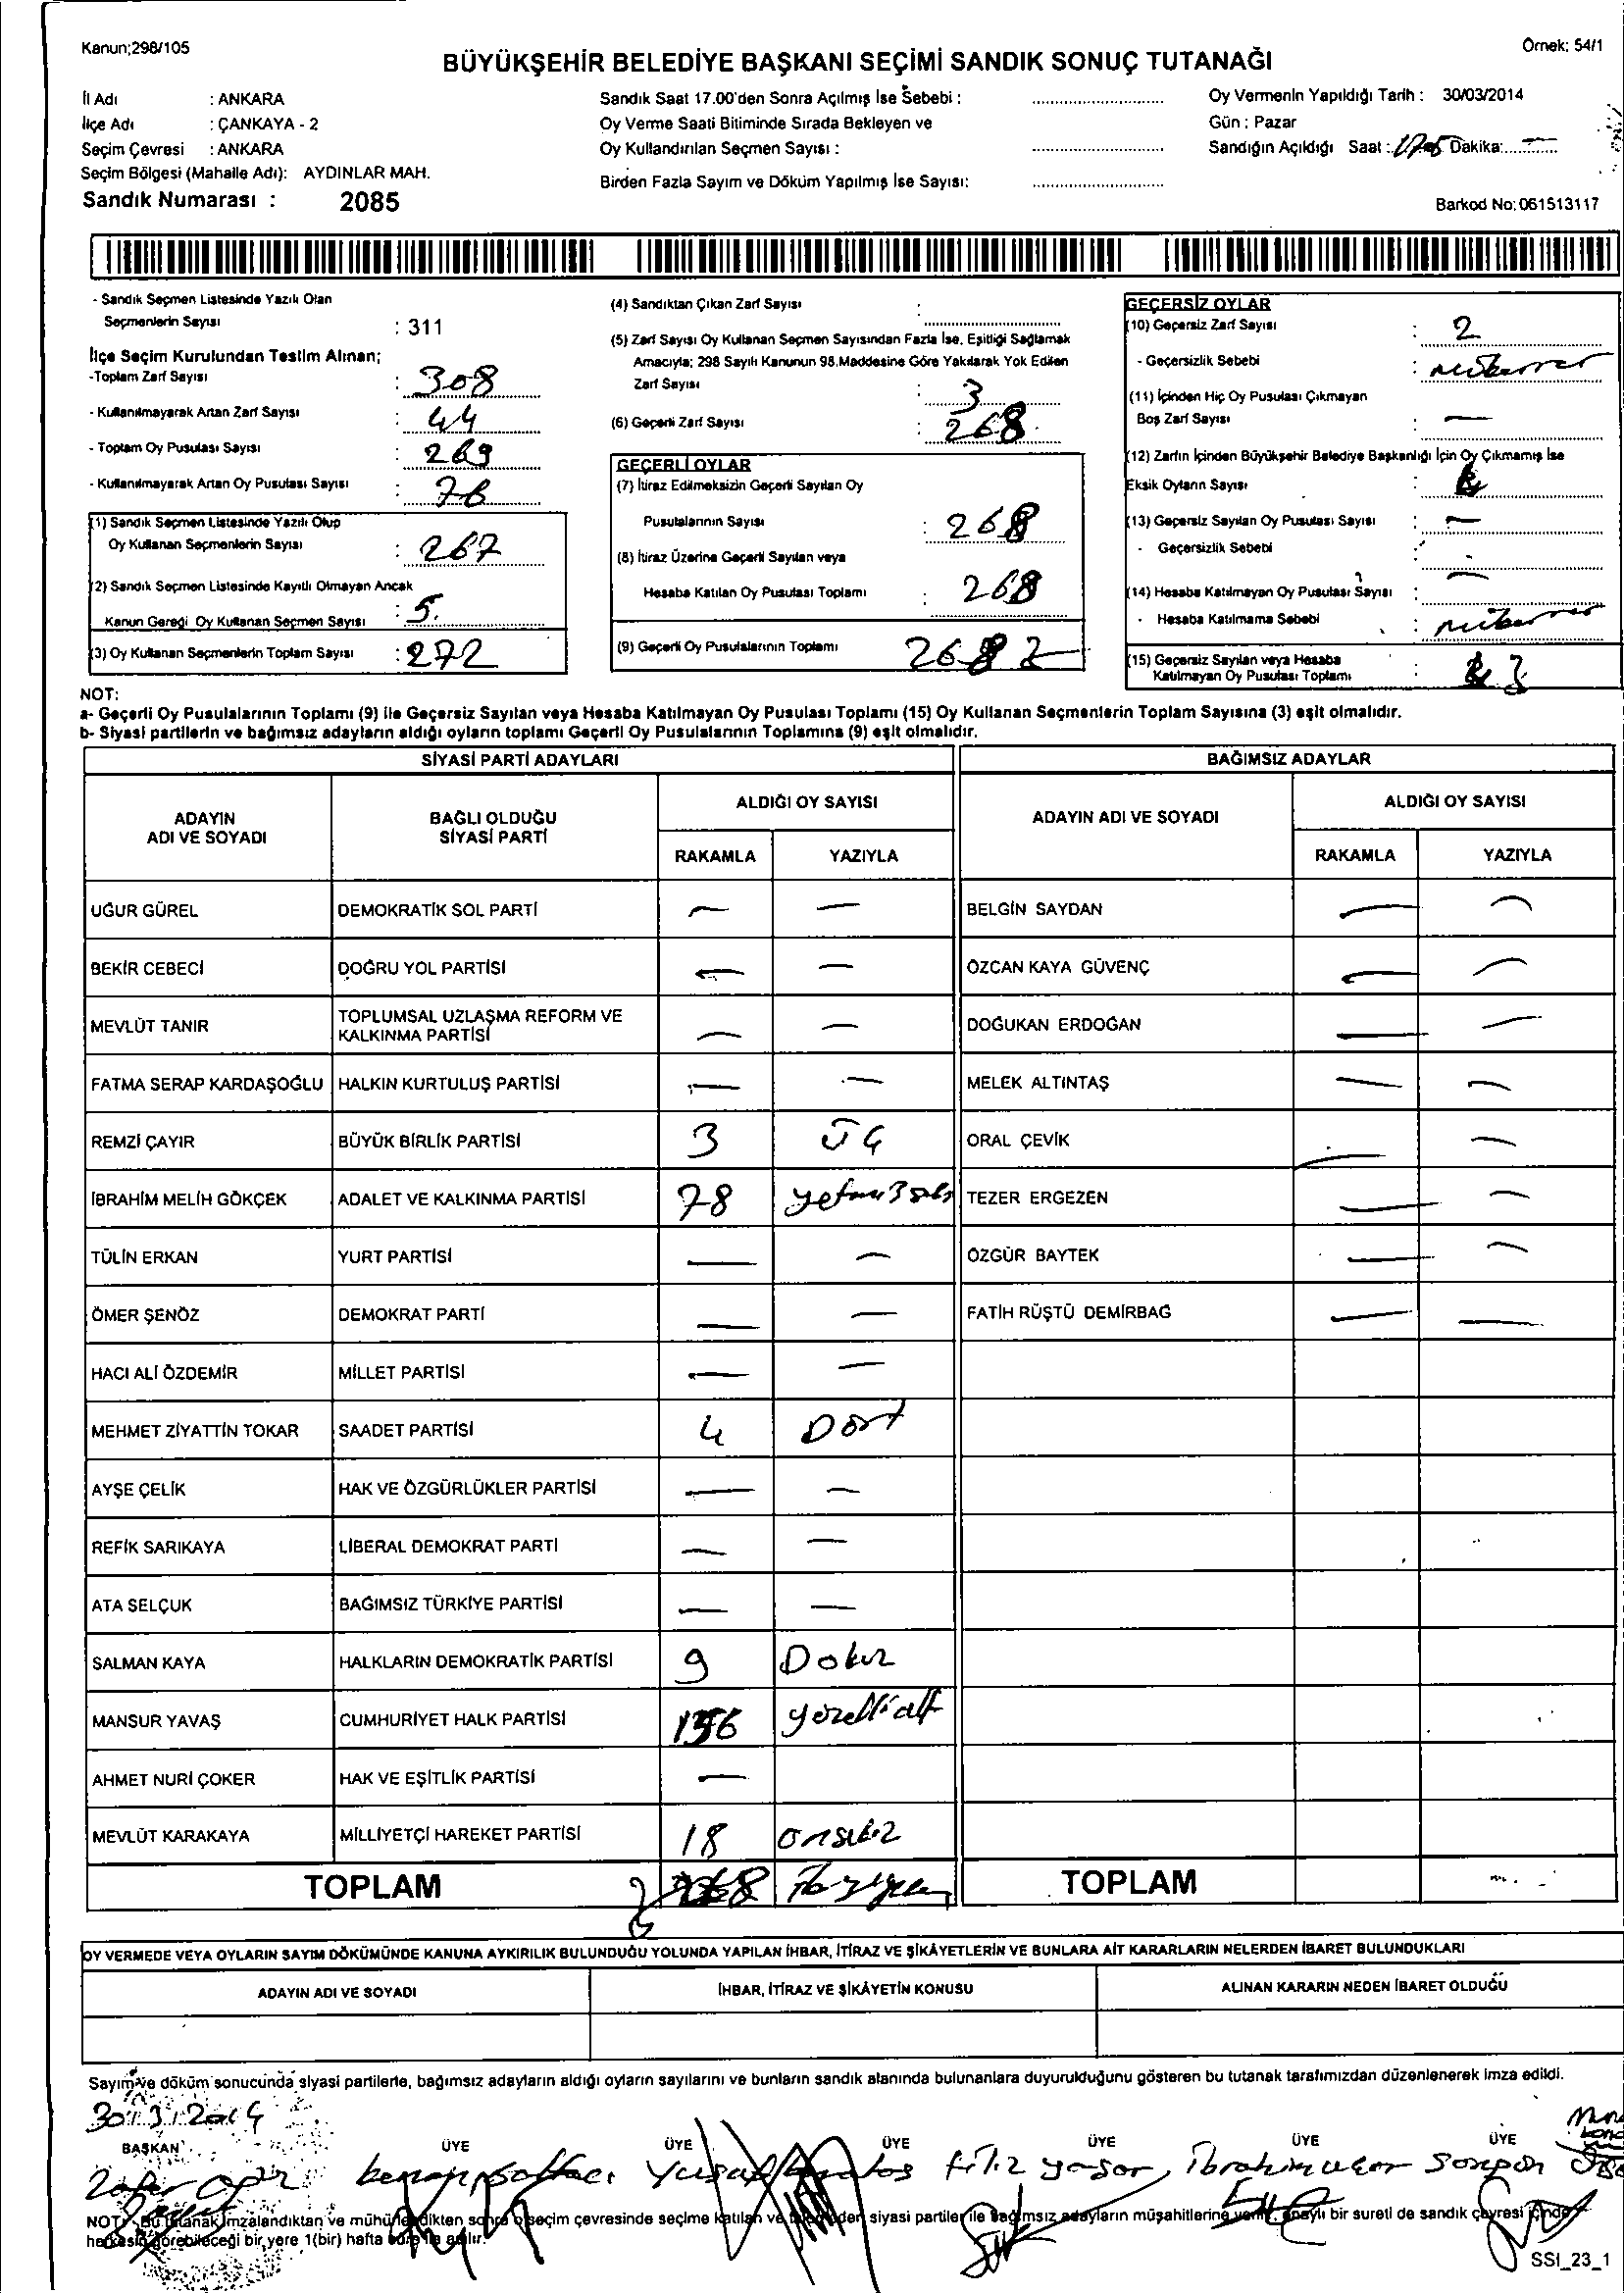 Kanun;298/105
Örnek: 54/1
BÜYÜKŞEHİR BELEDİYE BAŞKANI SEÇİMİ SANDIK SONUÇ TUTANAĞI
İl Adı : ANKARA
İlçe Adı : ÇANKAYA - 2
Seçim Çevresi : ANKARA
Seçim Bölgesi (Mahalle Adı): AYDINLAR MAH.
Sandık Numarası : 2085
Sandık Saat 17.00'den Sonra Açılmış İse Sebebi :
Oy Verme Saati Bitiminde Sırada Bekleyen ve
Oy Kullandırılan Seçmen Sayısı :
Birden Fazla Sayım ve Döküm Yapılmış İse Sayısı:
Oy Vermenin Yapıldığı Tarih : 30/03/2014
Gün : Pazar
Sandığın Açıldığı Saat : Dakika:
Barkod No: 061513117
- Sandık Seçmen Listesinde Yazılı Olan
Seçmenlerin Sayısı : 311
İlçe Seçim Kurulundan Teslim Alınan;
-Toplam Zarf Sayısı : 308
- Kullanılmayarak Artan Zarf Sayısı : 44
- Toplam Oy Pusulası Sayısı : 269
- Kullanılmayarak Artan Oy Pusulası Sayısı : 76
(1) Sandık Seçmen Listesinde Yazılı Olup
Oy Kullanan Seçmenlerin Sayısı : 267
(2) Sandık Seçmen Listesinde Kayıtlı Olmayan Ancak
Kanun Gereği Oy Kullanan Seçmen Sayısı : 5.
(3) Oy Kullanan Seçmenlerin Toplam Sayısı : 272
(4) Sandıktan Çıkan Zarf Sayısı :
(5) Zarf Sayısı Oy Kullanan Seçmen Sayısından Fazla İse, Eşitliği Sağlamak
Amacıyla; 298 Sayılı Kanunun 98.Maddesine Göre Yakılarak Yok Edilen
Zarf Sayısı : 3
(6) Geçerli Zarf Sayısı : 268
GEÇERLİ OYLAR
(7) İtiraz Edilmeksizin Geçerli Sayılan Oy
Pusulalarının Sayısı : 268
(8) İtiraz Üzerine Geçerli Sayılan veya
Hesaba Katılan Oy Pusulası Toplamı : 268
(9) Geçerli Oy Pusulalarının Toplamı 268
GEÇERSİZ OYLAR
(10) Geçersiz Zarf Sayısı : 2
- Geçersizlik Sebebi : mükerrer
(11) İçinden Hiç Oy Pusulası Çıkmayan
Boş Zarf Sayısı : —
(12) Zarfın İçinden Büyükşehir Belediye Başkanlığı İçin Oy Çıkmamış İse
Eksik Oyların Sayısı :
(13) Geçersiz Sayılan Oy Pusulası Sayısı : —
- Geçersizlik Sebebi :
(14) Hesaba Katılmayan Oy Pusulası Sayısı : —
- Hesaba Katılmama Sebebi : mükerrer
(15) Geçersiz Sayılan veya Hesaba
Katılmayan Oy Pusulası Toplamı :
NOT:
a- Geçerli Oy Pusulalarının Toplamı (9) ile Geçersiz Sayılan veya Hesaba Katılmayan Oy Pusulası Toplamı (15) Oy Kullanan Seçmenlerin Toplam Sayısına (3) eşit olmalıdır.
b- Siyasi partilerin ve bağımsız adayların aldığı oyların toplamı Geçerli Oy Pusulalarının Toplamına (9) eşit olmalıdır.
SİYASİ PARTİ ADAYLARI BAĞIMSIZ ADAYLAR
ADAYIN ADI VE SOYADI BAĞLI OLDUĞU SİYASİ PARTİ ALDIĞI OY SAYISI ADAYIN ADI VE SOYADI ALDIĞI OY SAYISI
RAKAMLA YAZIYLA RAKAMLA YAZIYLA
UĞUR GÜREL DEMOKRATİK SOL PARTİ — — BELGİN SAYDAN — —
BEKİR CEBECİ DOĞRU YOL PARTİSİ — — ÖZCAN KAYA GÜVENÇ — —
MEVLÜT TANIR TOPLUMSAL UZLAŞMA REFORM VE KALKINMA PARTİSİ — — DOĞUKAN ERDOĞAN — —
FATMA SERAP KARDAŞOĞLU HALKIN KURTULUŞ PARTİSİ — — MELEK ALTINTAŞ — —
REMZİ ÇAYIR BÜYÜK BİRLİK PARTİSİ 3 ÜÇ ORAL ÇEVİK — —
İBRAHİM MELİH GÖKÇEK ADALET VE KALKINMA PARTİSİ 78 TEZER ERGEZEN — —
TÜLİN ERKAN YURT PARTİSİ — — ÖZGÜR BAYTEK — —
ÖMER ŞENÖZ DEMOKRAT PARTİ — — FATİH RÜŞTÜ DEMİRBAĞ — —
HACI ALİ ÖZDEMİR MİLLET PARTİSİ — —
MEHMET ZİYATTİN TOKAR SAADET PARTİSİ 4 Dört
AYŞE ÇELİK HAK VE ÖZGÜRLÜKLER PARTİSİ — —
REFİK SARIKAYA LİBERAL DEMOKRAT PARTİ — —
ATA SELÇUK BAĞIMSIZ TÜRKİYE PARTİSİ — —
SALMAN KAYA HALKLARIN DEMOKRATİK PARTİSİ 9 Dokuz
MANSUR YAVAŞ CUMHURİYET HALK PARTİSİ 156 yüzellialtı
AHMET NURİ ÇOKER HAK VE EŞİTLİK PARTİSİ —
MEVLÜT KARAKAYA MİLLİYETÇİ HAREKET PARTİSİ 18 onsekiz
TOPLAM 268 TOPLAM
OY VERMEDE VEYA OYLARIN SAYIM DÖKÜMÜNDE KANUNA AYKIRILIK BULUNDUĞU YOLUNDA YAPILAN İHBAR, İTİRAZ VE ŞİKÂYETLERİN VE BUNLARA AİT KARARLARIN NELERDEN İBARET BULUNDUKLARI
ADAYIN ADI VE SOYADI İHBAR, İTİRAZ VE ŞİKÂYETİN KONUSU ALINAN KARARIN NEDEN İBARET OLDUĞU
Sayım ve döküm sonucunda siyasi partilerle, bağımsız adayların aldığı oyların sayılarını ve bunların sandık alanında bulunanlara duyurulduğunu gösteren bu tutanak tarafımızdan düzenlenerek imza edildi.
30.3.2014
BAŞKAN ÜYE ÜYE ÜYE ÜYE ÜYE ÜYE
Filiz yaşar
NOT: Bu tutanak imzalandıktan ve mühürlendikten sonra o seçim çevresinde seçime katılan ve siyasi partiler ile bağımsız adayların müşahitlerine verilir. onaylı bir sureti de sandık çevresi içinde
herkesin görebileceği bir yere 1(bir) hafta süre ile asılır.
SSI_23_1